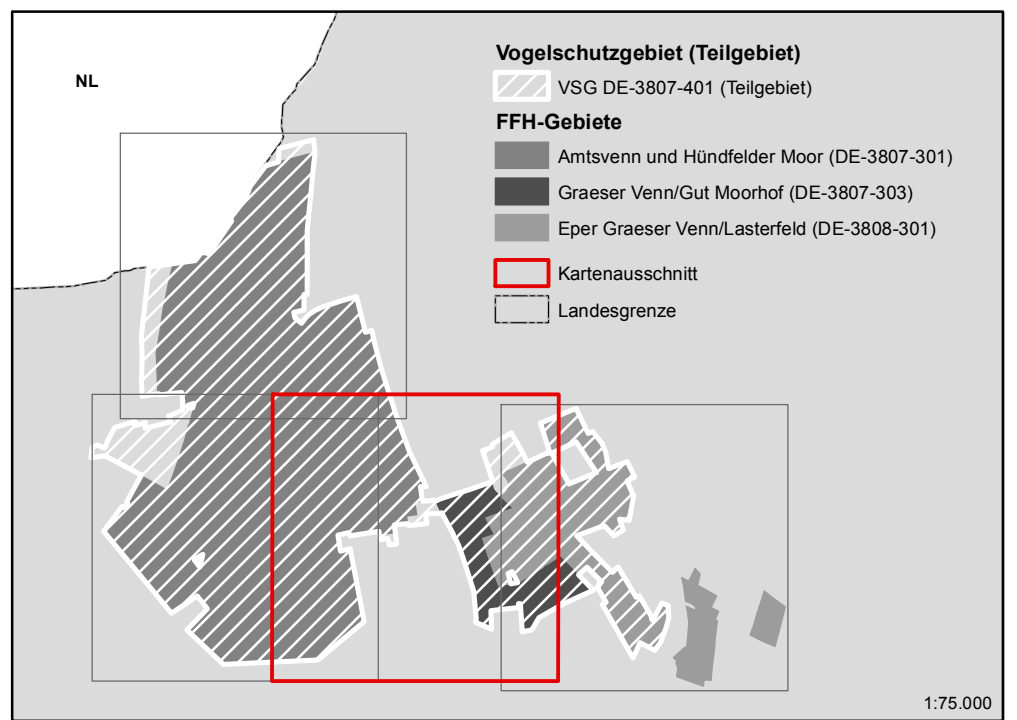 NL
Vogelschutzgebiet (Teilgebiet)
VSG DE-3807-401 (Teilgebiet)
FFH-Gebiete
Amtsvenn und Hündfelder Moor (DE-3807-301)
Graeser Venn/Gut Moorhof (DE-3807-303)
Eper Graeser Venn/Lasterfeld (DE-3808-301)
Kartenausschnitt
Landesgrenze
1:75.000